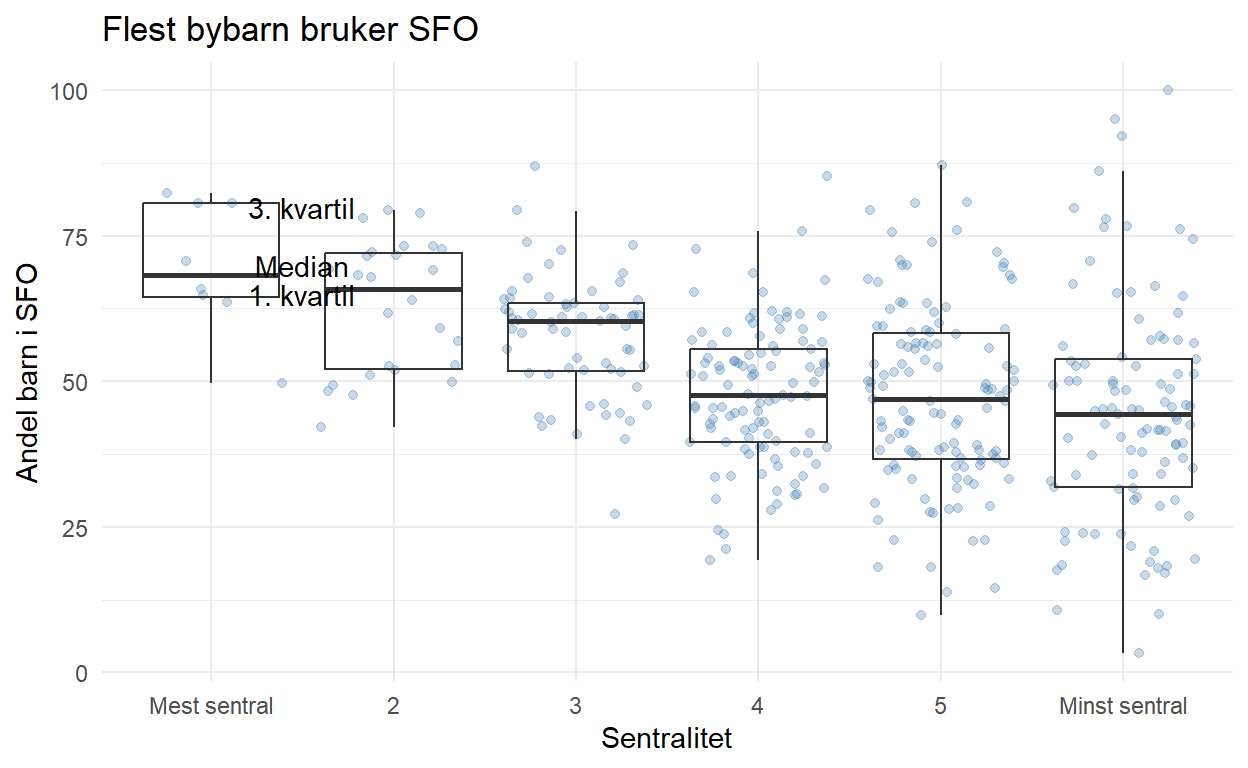 Flest bybarn bruker SFO
Andel barn i SFO
100
75
50
25
0
3. kvartil
Median
1. kvartil
Mest sentral
2
3
4
5
Minst sentral
Sentralitet